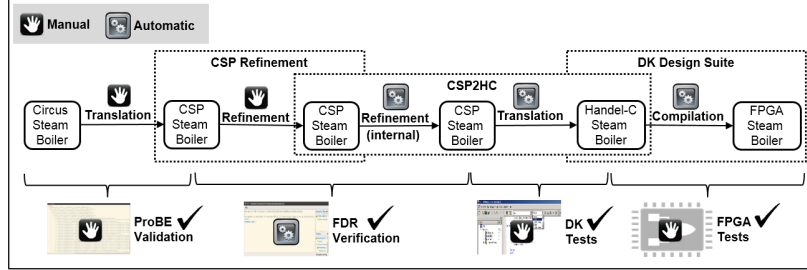 Manual
Automatic
CSP Refinement
DK Design Suite
CSP2HC
Circus
Steam
Boiler
Translation
CSP
Steam
Boiler
Refinement
CSP
Steam
Boiler
Refinement
(internal)
CSP
Steam
Boiler
Translation
Handel-C
Steam
Boiler
Compilation
FPGA
Steam
Boiler
ProBE
Validation
FDR
Verification
DK
Tests
FPGA
Tests